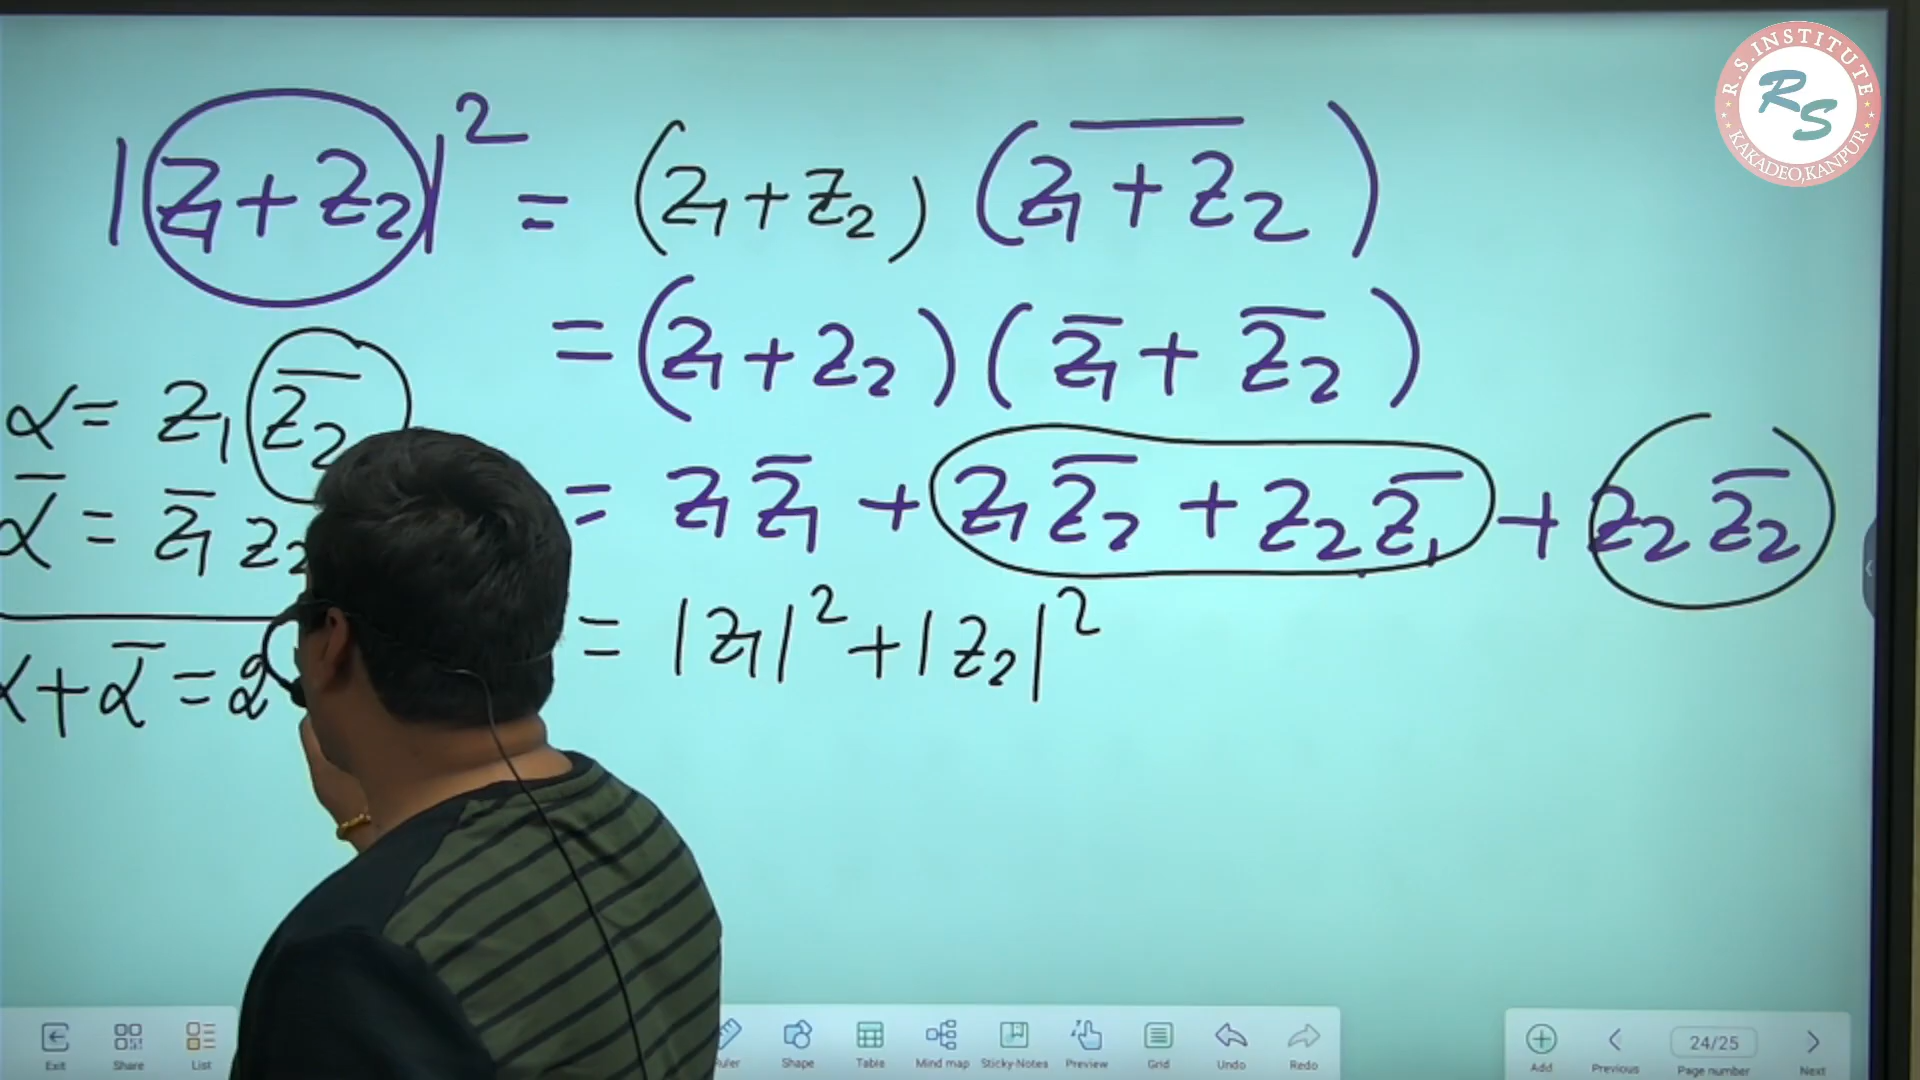 |z₁+z₂|² = (z₁+z₂) (z̅₁̅+̅z̅₂̅)
= (z₁+z₂) (z̅₁ + z̅₂)
= z₁z̅₁ + z₁z̅₂ + z₂z̅₁ + z₂z̅₂
= |z₁|² + |z₂|²
α = z₁ z̅₂
α̅ = z̅₁ z₂
α + α̅ = 2
R.S.INSTITUTE
RS
KAKADEO,KANPUR
Exit
Share
List
Shape
Table
Mind map
Sticky-Notes
Preview
Grid
Undo
Redo
Add
Previous
24/25
Page number
Next